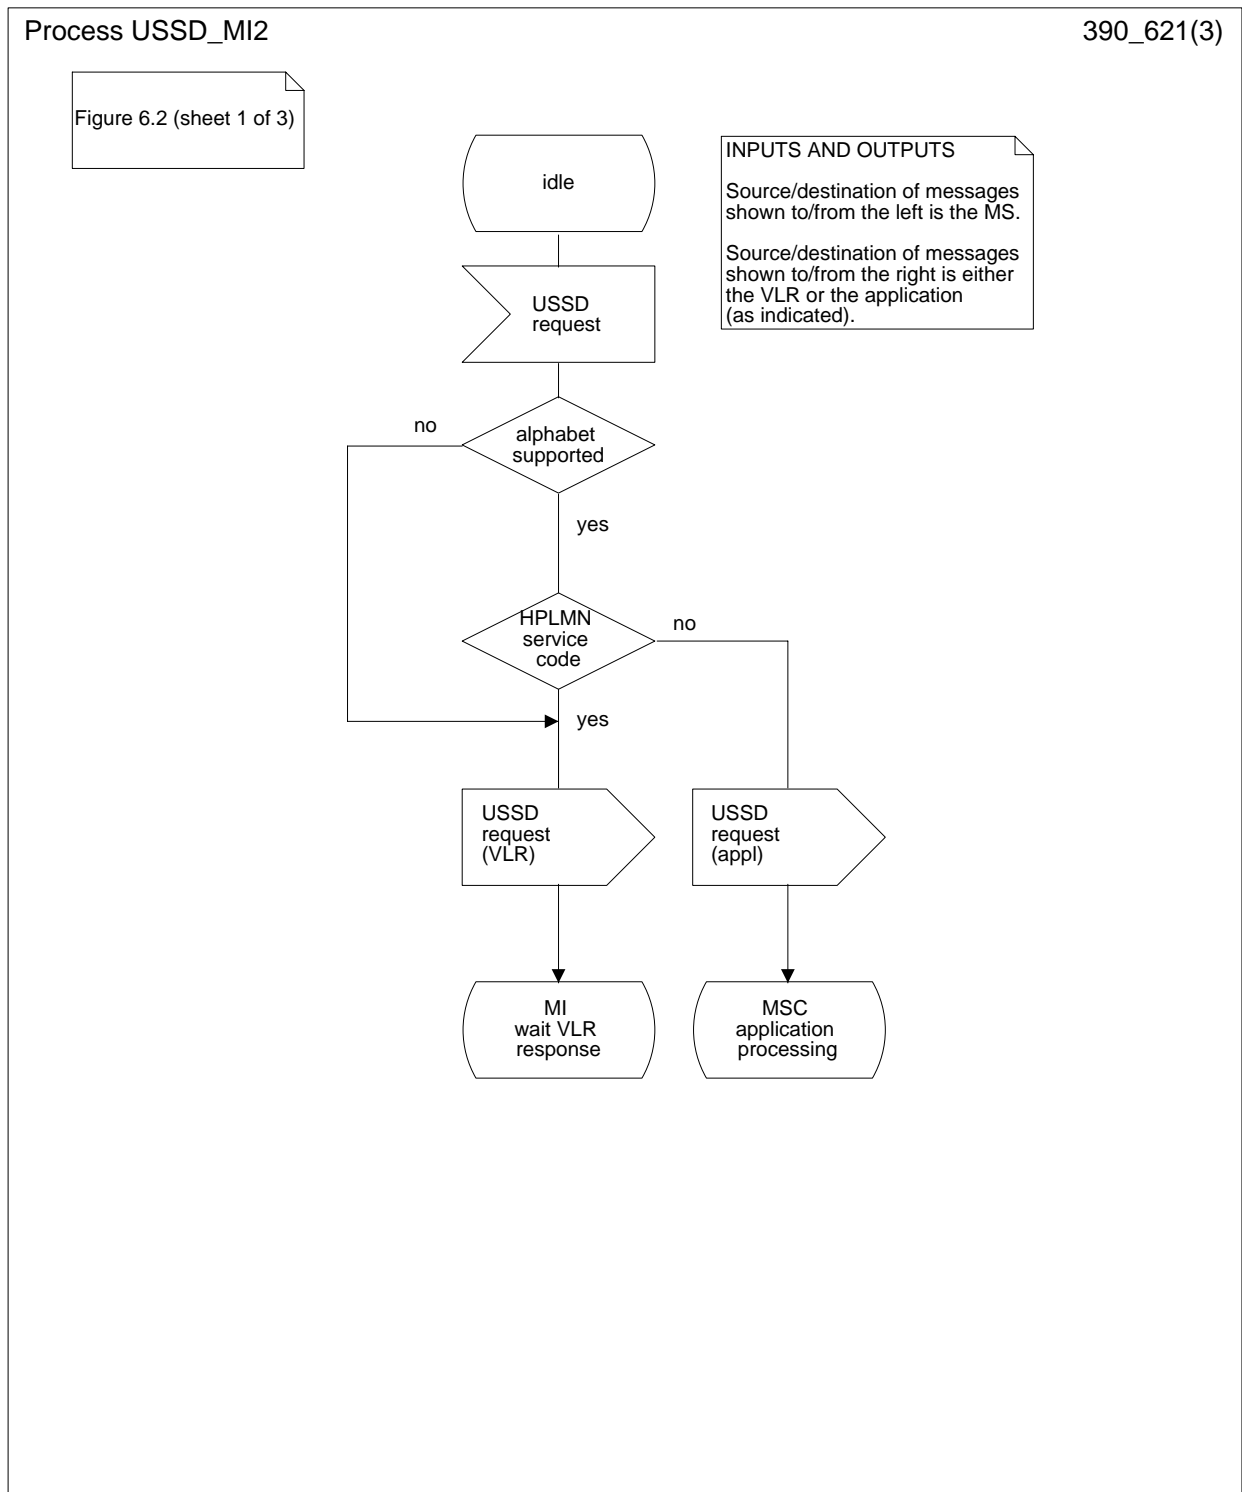 Process USSD_MI2
390_621(3)
Figure 6.2 (sheet 1 of 3)
idle
INPUTS AND OUTPUTS
Source/destination of messages
shown to/from the left is the MS.
Source/destination of messages
shown to/from the right is either
the VLR or the application
(as indicated).
USSD
request
no
alphabet
supported
yes
HPLMN
service
code
no
yes
USSD
request
(VLR)
USSD
request
(appl)
MI
wait VLR
response
MSC
application
processing